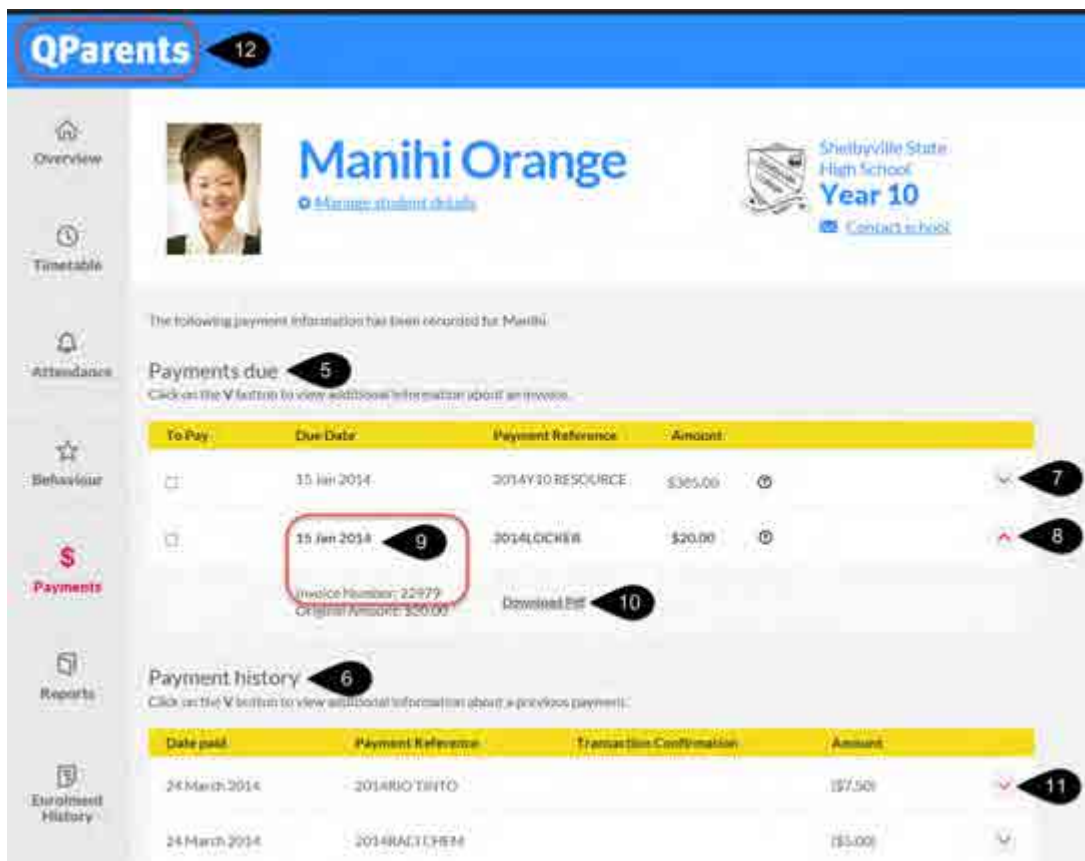 QParents 12
Overview
Timetable
Attendance
Behaviour
$
Payments
Reports
Enrolment
History
Manihi Orange
Manage student details
Shelbyville State
High School
Year 10
Contact school
The following payment information has been recorded for Manihi.
Payments due 5
Click on the V button to view additional information about an invoice.
To Pay Due Date Payment Reference Amount
15 Jan 2014 2014Y10 RESOURCE 7
15 Jan 2014 9 2014LOCKER $20.00 8
Invoice Number: 22979
Original Amount: $20.00
Download Pdf 10
Payment history 6
Click on the V button to view additional information about a previous payment.
Date paid Payment Reference Transaction Confirmation Amount
24 March 2014 2014RIO TINTO ($7.50) 11
24 March 2014 ($5.00)